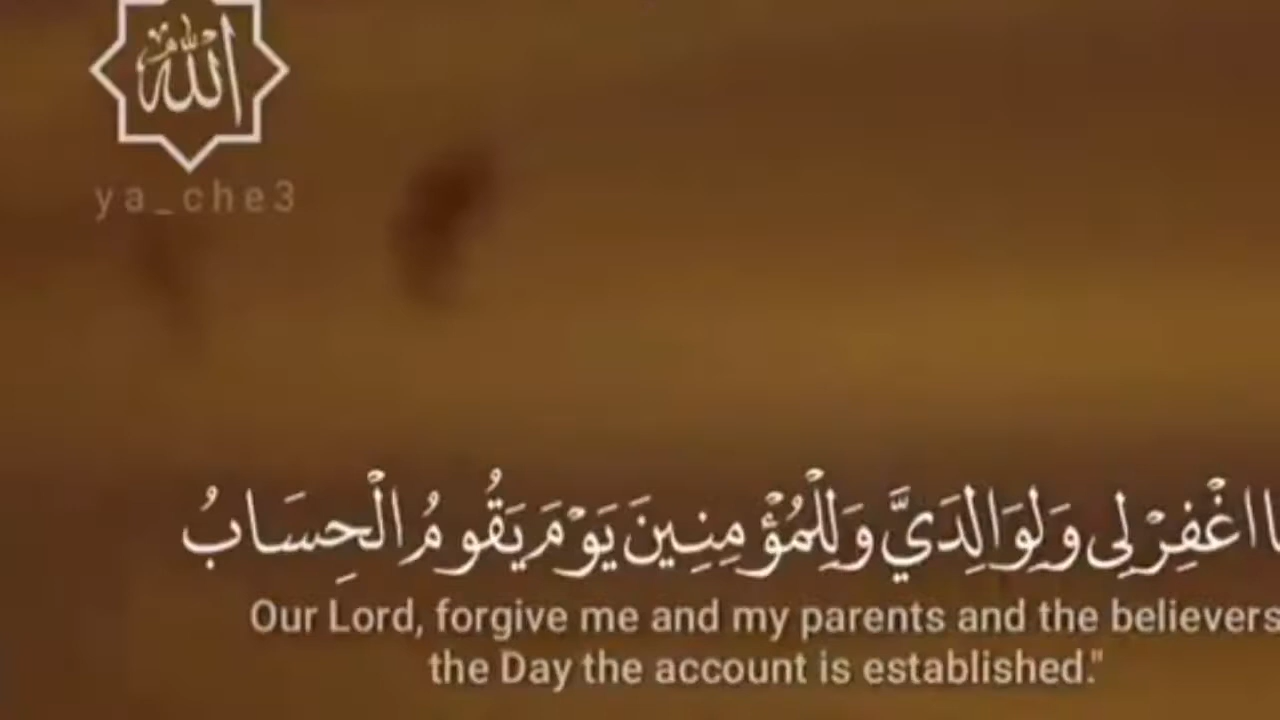 الله
ya_che3
اغْفِرْ لِي وَلِوَالِدَيَّ وَلِلْمُؤْمِنِينَ يَوْمَ يَقُومُ الْحِسَابُ
Our Lord, forgive me and my parents and the believers
the Day the account is established."